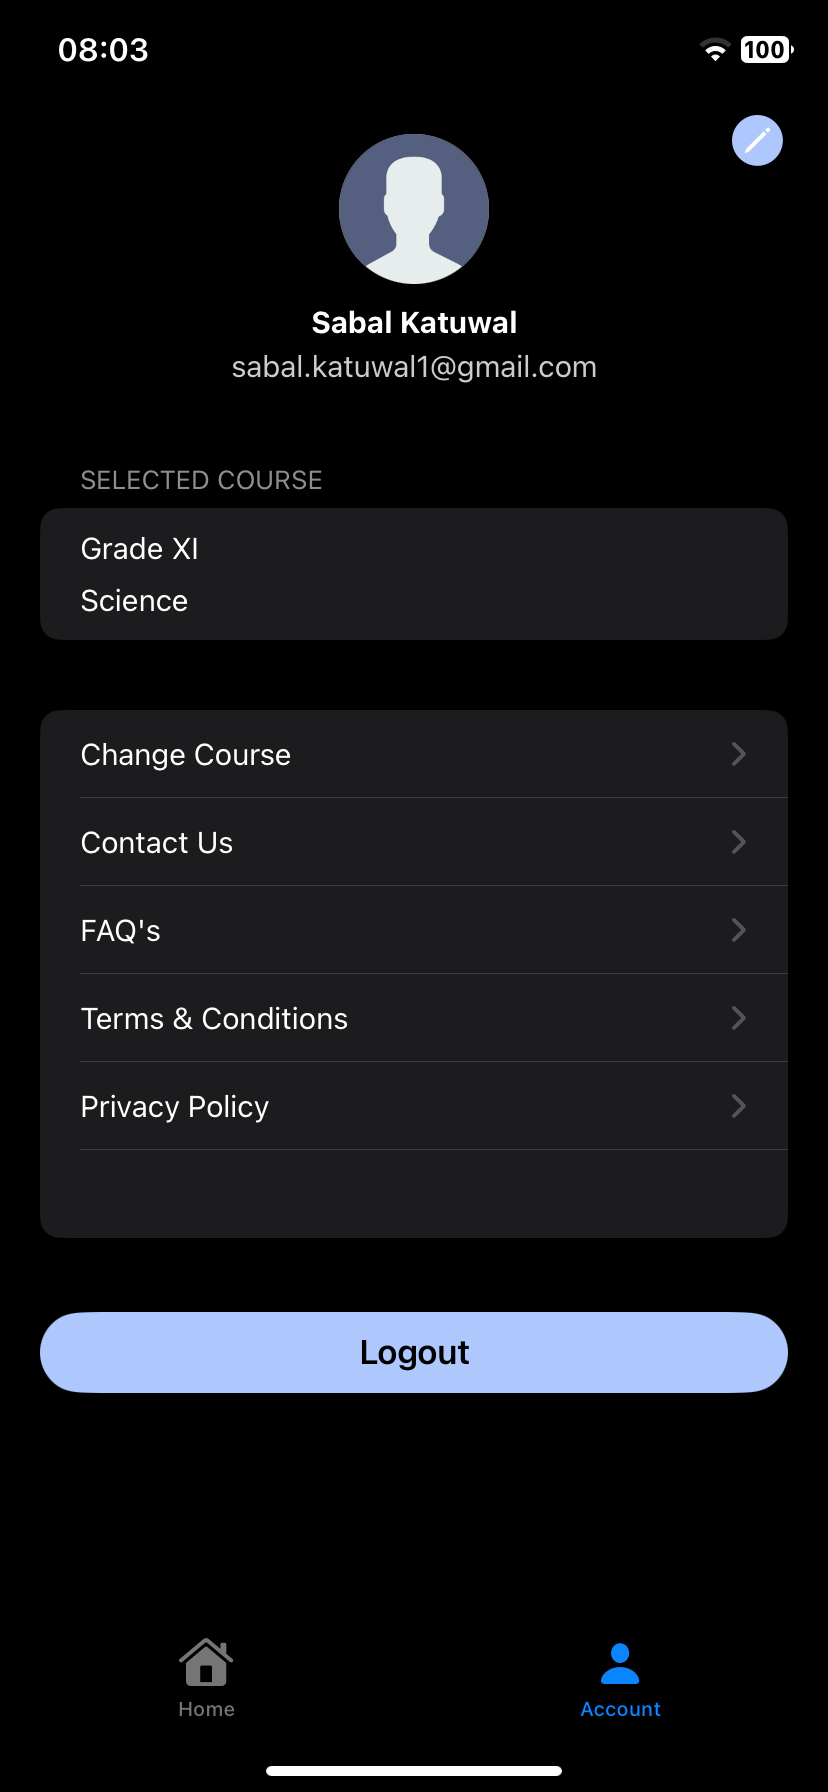 08:03
100
Sabal Katuwal
sabal.katuwal1@gmail.com
SELECTED COURSE
Grade XI
Science
Change Course
Contact Us
FAQ's
Terms & Conditions
Privacy Policy
Logout
Home
Account